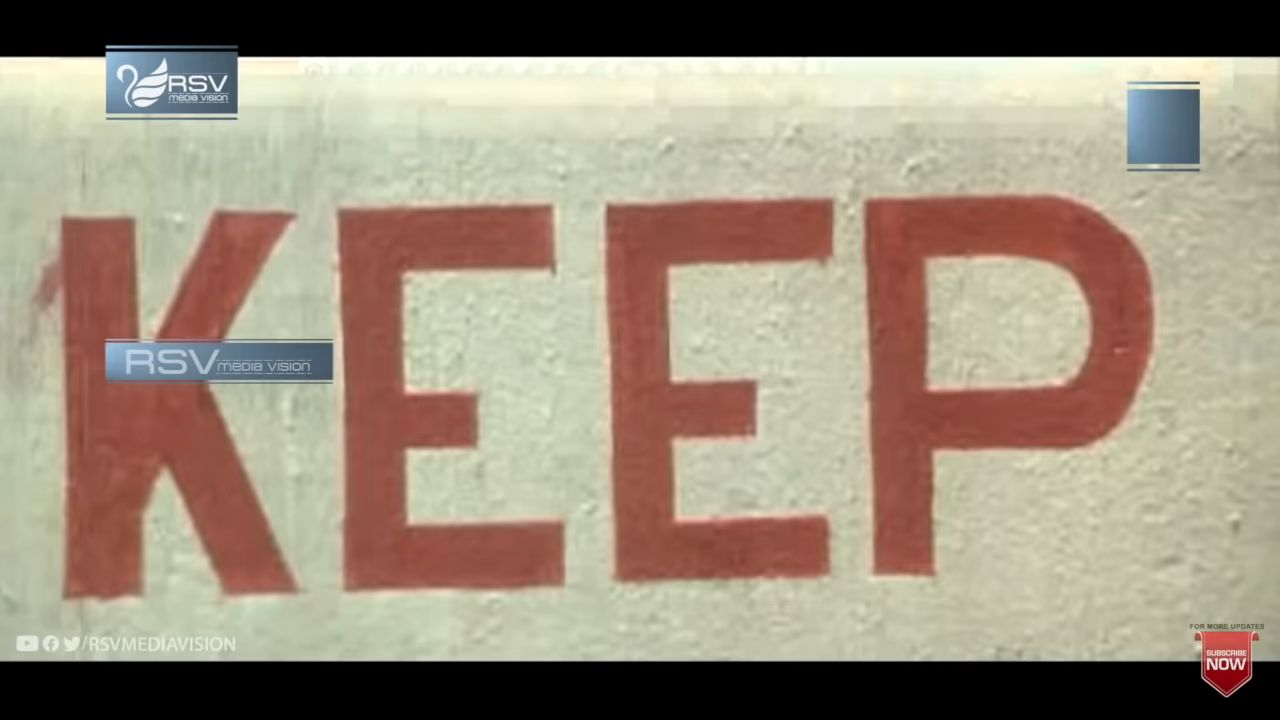 RSV
media vision
KEEP
RSV media vision
/RSVMEDIAVISION
FOR MORE UPDATES
SUBSCRIBE
NOW